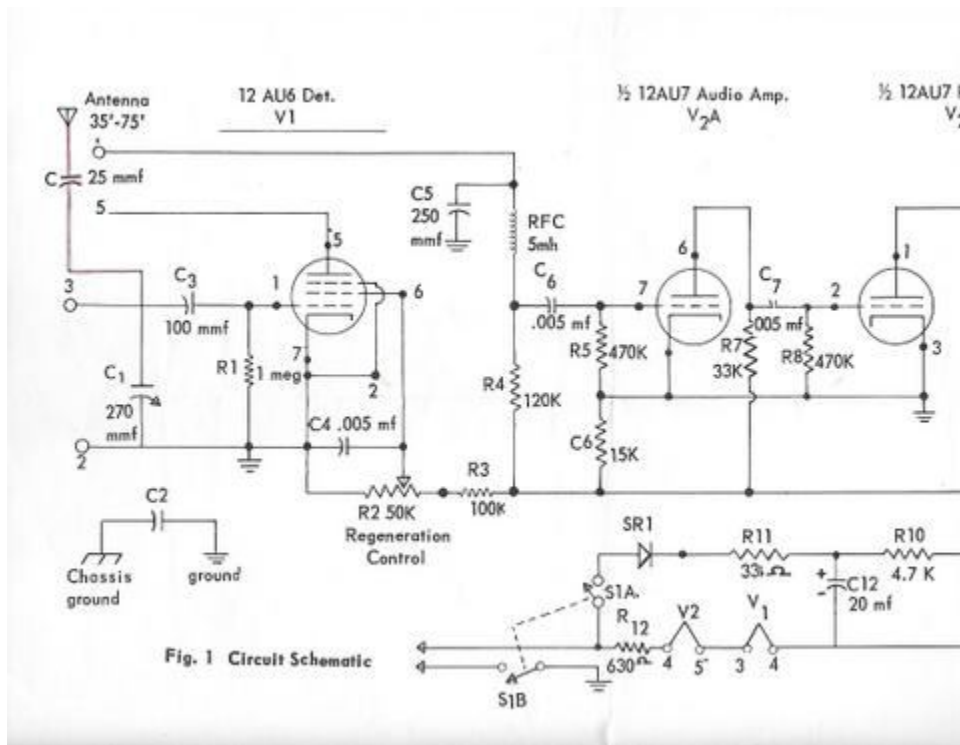 Antenna
35'-75'
12 AU6 Det.
V1
½ 12AU7 Audio Amp.
V2A
½ 12AU7
V2
C
25 mmf
5
5
C5
250
mmf
RFC
5mh
6
1
3
C3
100 mmf
1
6
C6
.005 mf
7
C7
005 mf
2
3
C1
270
mmf
R1
1 meg
7
2
R4
120K
R5
470K
R7
33K
R8
470K
C4 .005 mf
C6
15K
2
R2 50K
Regeneration
Control
R3
100K
C2
Chassis
ground
ground
SR1
R11
33Ω
R10
4.7 K
+
-
C12
20 mf
S1A.
R12
630Ω
V2
4
5
V1
3
4
S1B
Fig. 1 Circuit Schematic